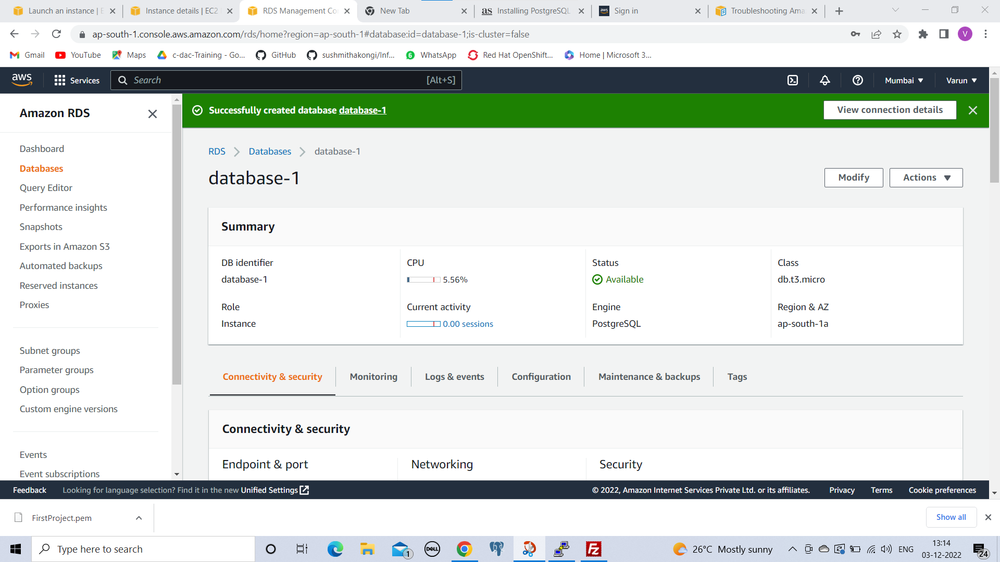 Launch an instance | E
Instance details | EC2
RDS Management Co
New Tab
Installing PostgreSQL
Sign in
Troubleshooting Ama
ap-south-1.console.aws.amazon.com/rds/home?region=ap-south-1#database:id=database-1;is-cluster=false
V
Gmail
YouTube
Maps
c-dac-Training - Go...
GitHub
sushmithakongi/Inf...
WhatsApp
Red Hat OpenShift...
Home | Microsoft 3...
aws
Services
Search
[Alt+S]
Mumbai
Varun
Amazon RDS
Successfully created database database-1
View connection details
Dashboard
Databases
Query Editor
Performance insights
Snapshots
Exports in Amazon S3
Automated backups
Reserved instances
Proxies
Subnet groups
Parameter groups
Option groups
Custom engine versions
Events
Event subscriptions
RDS
Databases
database-1
database-1
Modify
Actions
Summary
DB identifier
database-1
CPU
5.56%
Status
Available
Class
db.t3.micro
Role
Instance
Current activity
0.00 sessions
Engine
PostgreSQL
Region & AZ
ap-south-1a
Connectivity & security
Monitoring
Logs & events
Configuration
Maintenance & backups
Tags
Connectivity & security
Endpoint & port
Networking
Security
Feedback
Looking for language selection? Find it in the new Unified Settings
© 2022, Amazon Internet Services Private Ltd. or its affiliates.
Privacy
Terms
Cookie preferences
FirstProject.pem
Show all
Type here to search
1
DELL
Fz
26°C Mostly sunny
ENG
13:14
03-12-2022
24